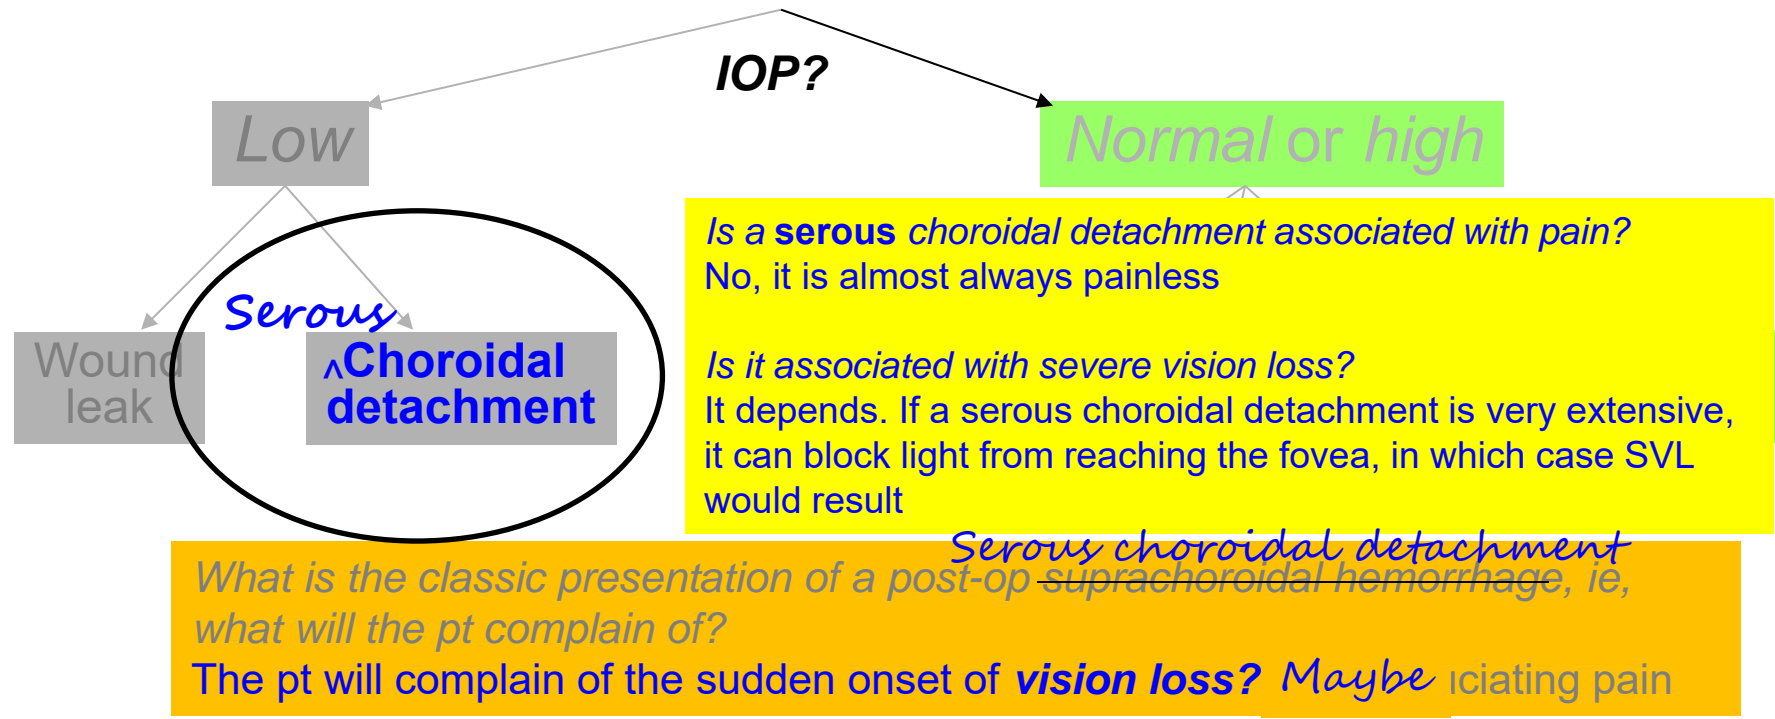 IOP?
Low
Normal or high
Is a serous choroidal detachment associated with pain?
No, it is almost always painless
Is it associated with severe vision loss?
It depends. If a serous choroidal detachment is very extensive,
it can block light from reaching the fovea, in which case SVL
would result
Serous
Wound
leak
^Choroidal
detachment
Serous choroidal detachment
What is the classic presentation of a post-op suprachoroidal hemorrhage, ie,
what will the pt complain of?
The pt will complain of the sudden onset of vision loss? Maybe pain